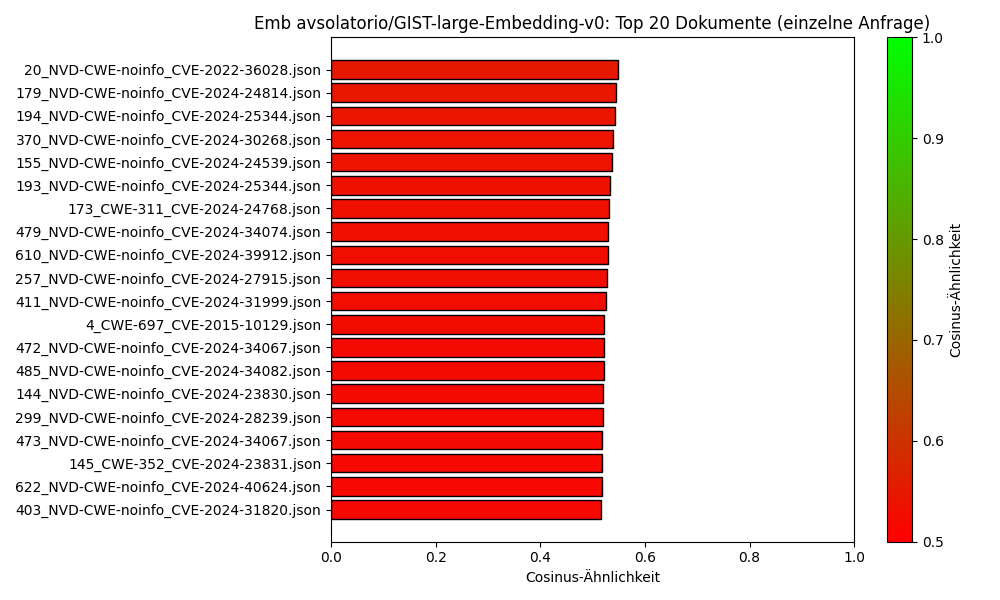 Emb avsolatorio/GIST-large-Embedding-v0: Top 20 Dokumente (einzelne Anfrage)
20_NVD-CWE-noinfo_CVE-2022-36028.json
179_NVD-CWE-noinfo_CVE-2024-24814.json
194_NVD-CWE-noinfo_CVE-2024-25344.json
370_NVD-CWE-noinfo_CVE-2024-30268.json
155_NVD-CWE-noinfo_CVE-2024-24539.json
193_NVD-CWE-noinfo_CVE-2024-25344.json
173_CWE-311_CVE-2024-24768.json
479_NVD-CWE-noinfo_CVE-2024-34074.json
610_NVD-CWE-noinfo_CVE-2024-39912.json
257_NVD-CWE-noinfo_CVE-2024-27915.json
411_NVD-CWE-noinfo_CVE-2024-31999.json
4_CWE-697_CVE-2015-10129.json
472_NVD-CWE-noinfo_CVE-2024-34067.json
485_NVD-CWE-noinfo_CVE-2024-34082.json
144_NVD-CWE-noinfo_CVE-2024-23830.json
299_NVD-CWE-noinfo_CVE-2024-28239.json
473_NVD-CWE-noinfo_CVE-2024-34067.json
145_CWE-352_CVE-2024-23831.json
622_NVD-CWE-noinfo_CVE-2024-40624.json
403_NVD-CWE-noinfo_CVE-2024-31820.json
0.0 0.2 0.4 0.6 0.8 1.0
Cosinus-Ähnlichkeit
1.0
0.9
0.8
0.7
0.6
0.5
Cosinus-Ähnlichkeit